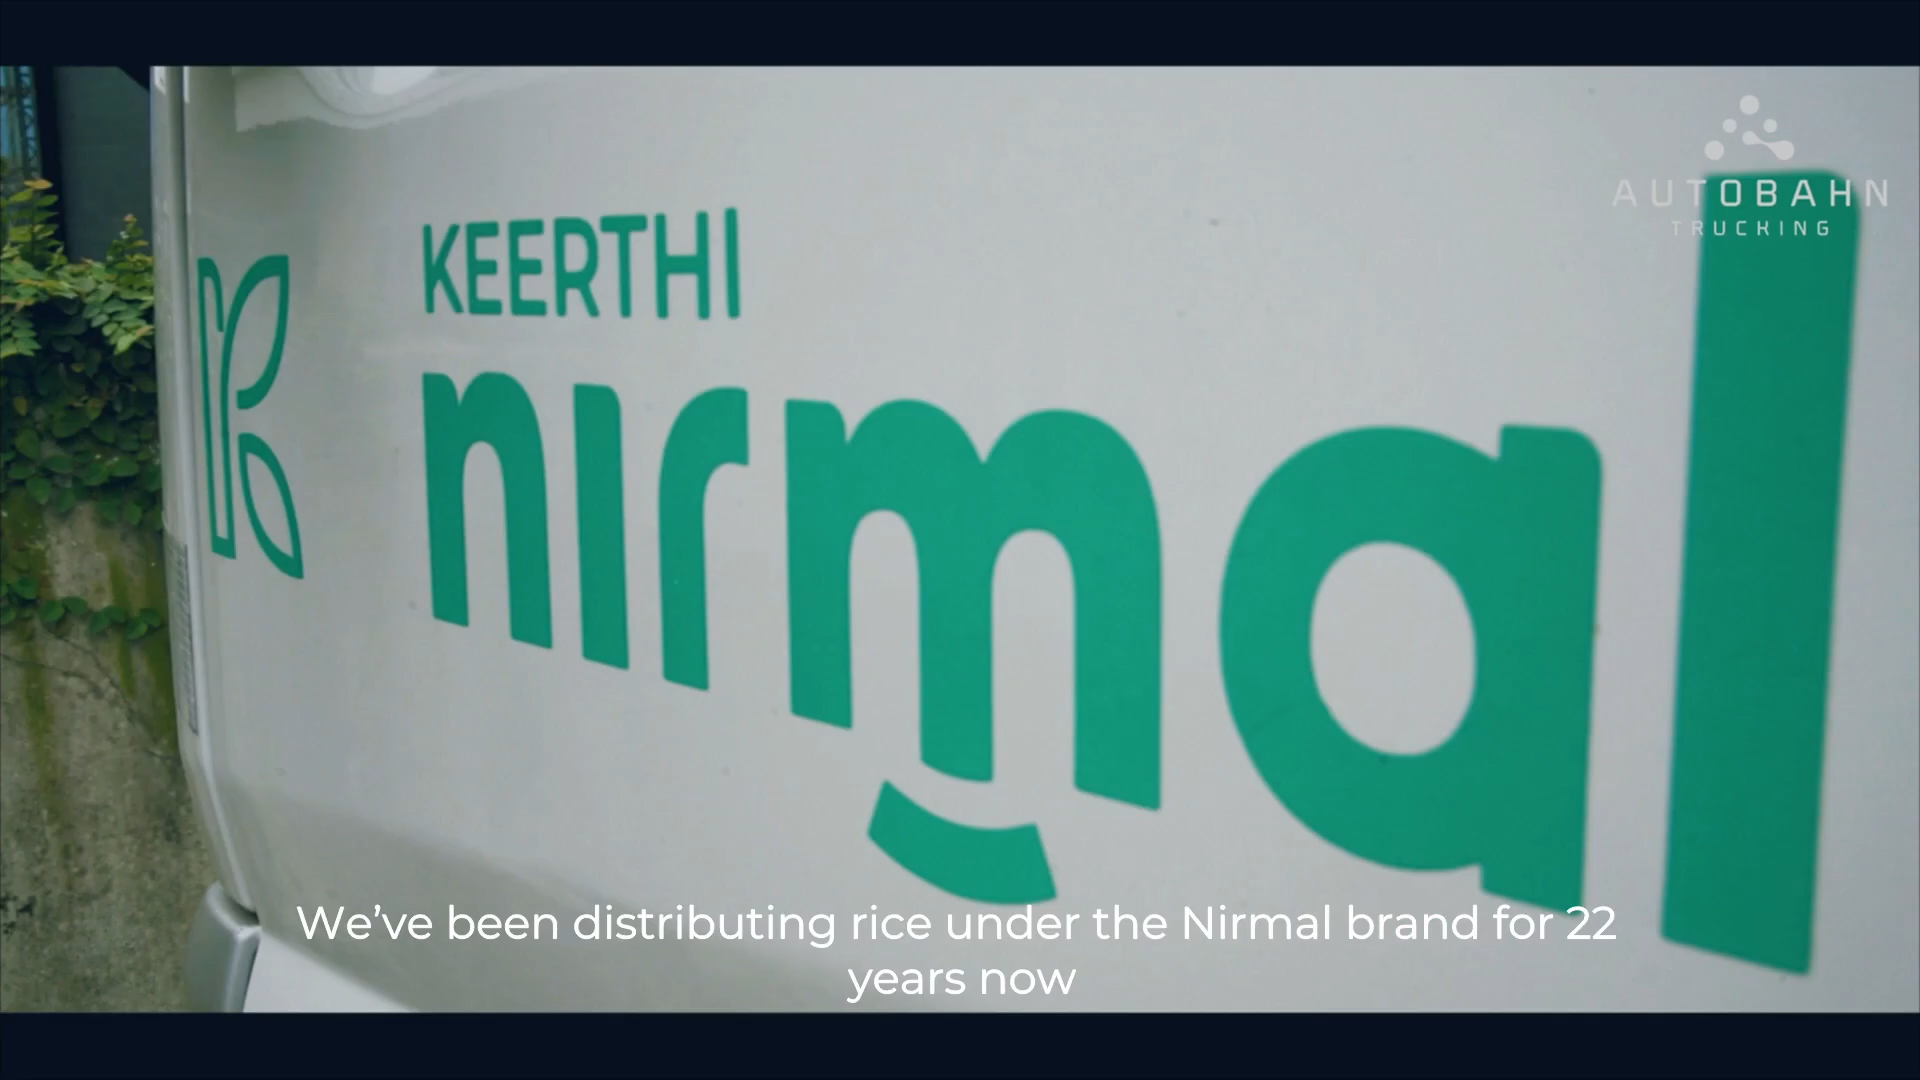 AUTOBAHN
TRUCKING
KEERTHI
nirmal
We’ve been distributing rice under the Nirmal brand for 22
years now